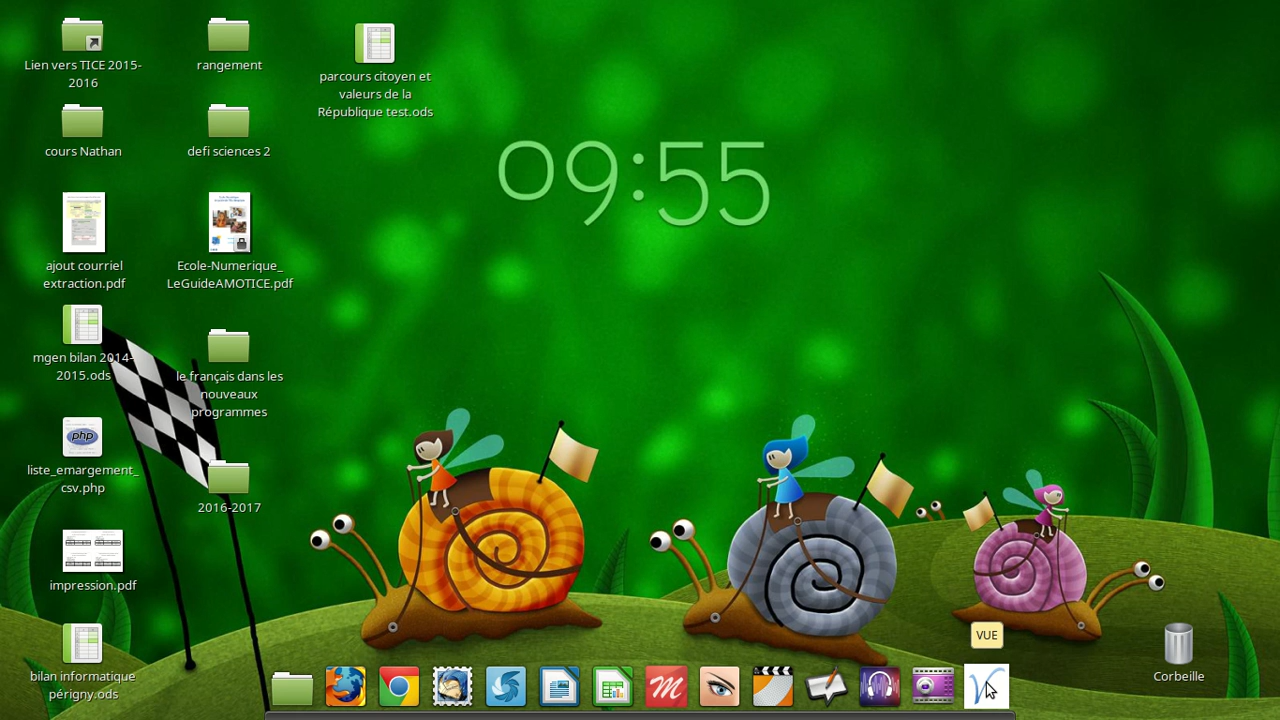 Lien vers TICE 2015-
2016
rangement
parcours citoyen et
valeurs de la
République test.ods
cours Nathan
defi sciences 2
09:55
ajout courriel
extraction.pdf
Ecole-Numerique_
LeGuideAMOTICE.pdf
mgen bilan 2014-
2015.ods
le français dans les
nouveaux
programmes
php
liste_emargement_
csv.php
2016-2017
impression.pdf
bilan informatique
périgny.ods
VUE
Corbeille